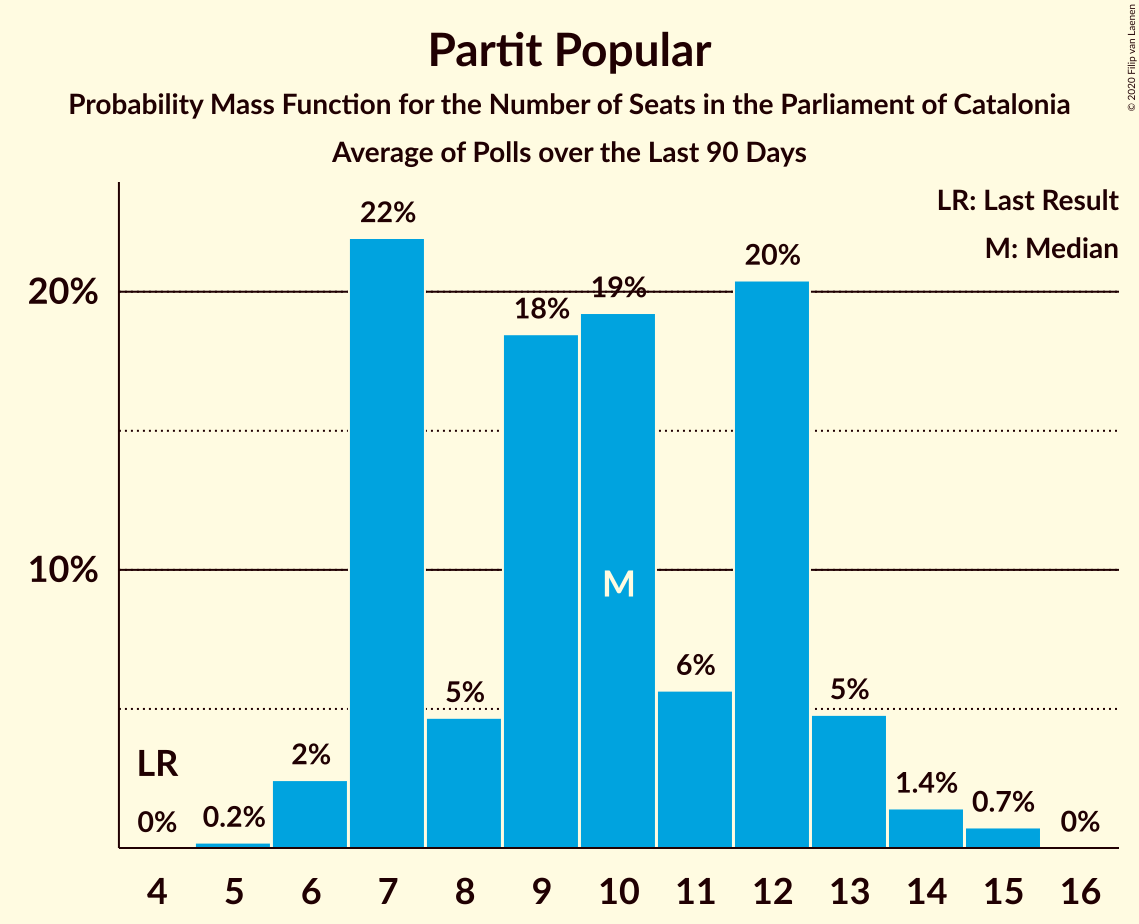 Partit Popular
Probability Mass Function for the Number of Seats in the Parliament of Catalonia
Average of Polls over the Last 90 Days
© 2020 Filip van Laenen
LR: Last Result
M: Median
20%
10%
LR
0%
0.2%
2%
22%
5%
18%
19%
M
6%
20%
5%
1.4%
0.7%
0%
4 5 6 7 8 9 10 11 12 13 14 15 16